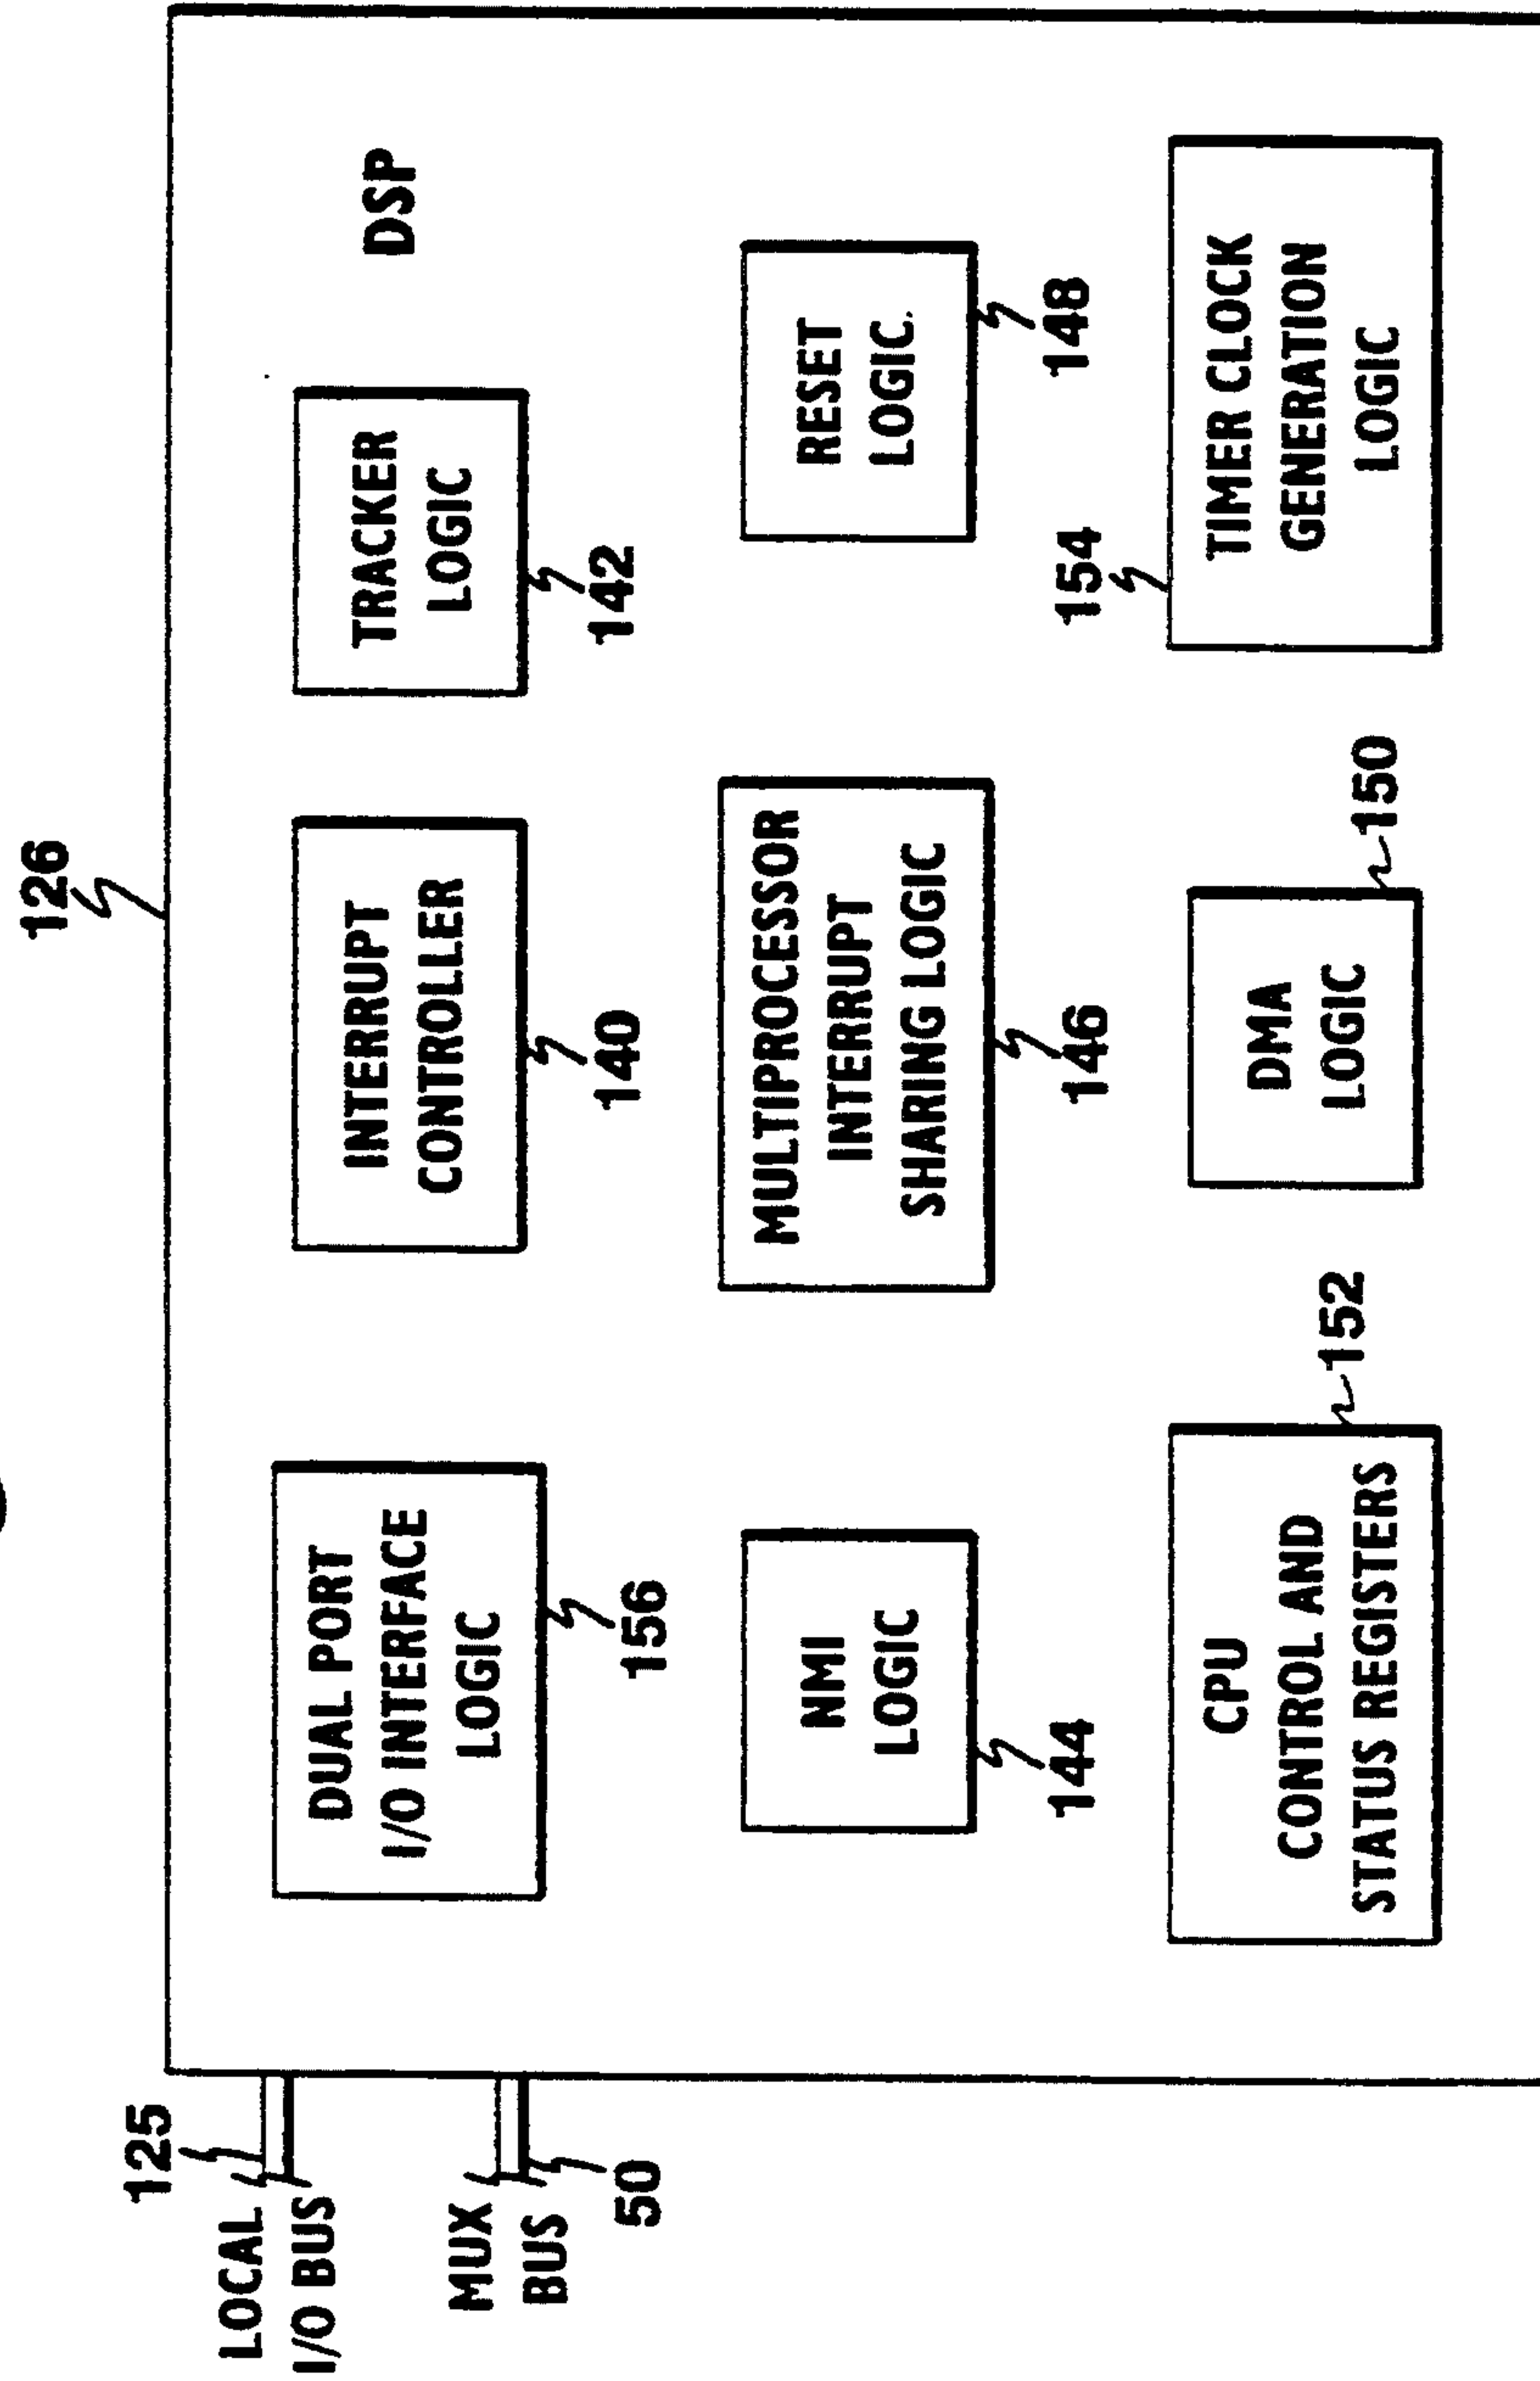 126
125
LOCAL
I/O BUS
MUX
BUS
50
DSP
DUAL PORT
I/O INTERFACE
LOGIC
156
INTERRUPT
CONTROLLER
140
TRACKER
LOGIC
142
NMI
LOGIC
144
MULTIPROCESSOR
INTERRUPT
SHARING LOGIC
146
RESET
LOGIC.
148
CPU
CONTROL AND
STATUS REGISTERS
152
DMA
LOGIC
150
154
TIMER CLOCK
GENERATION
LOGIC